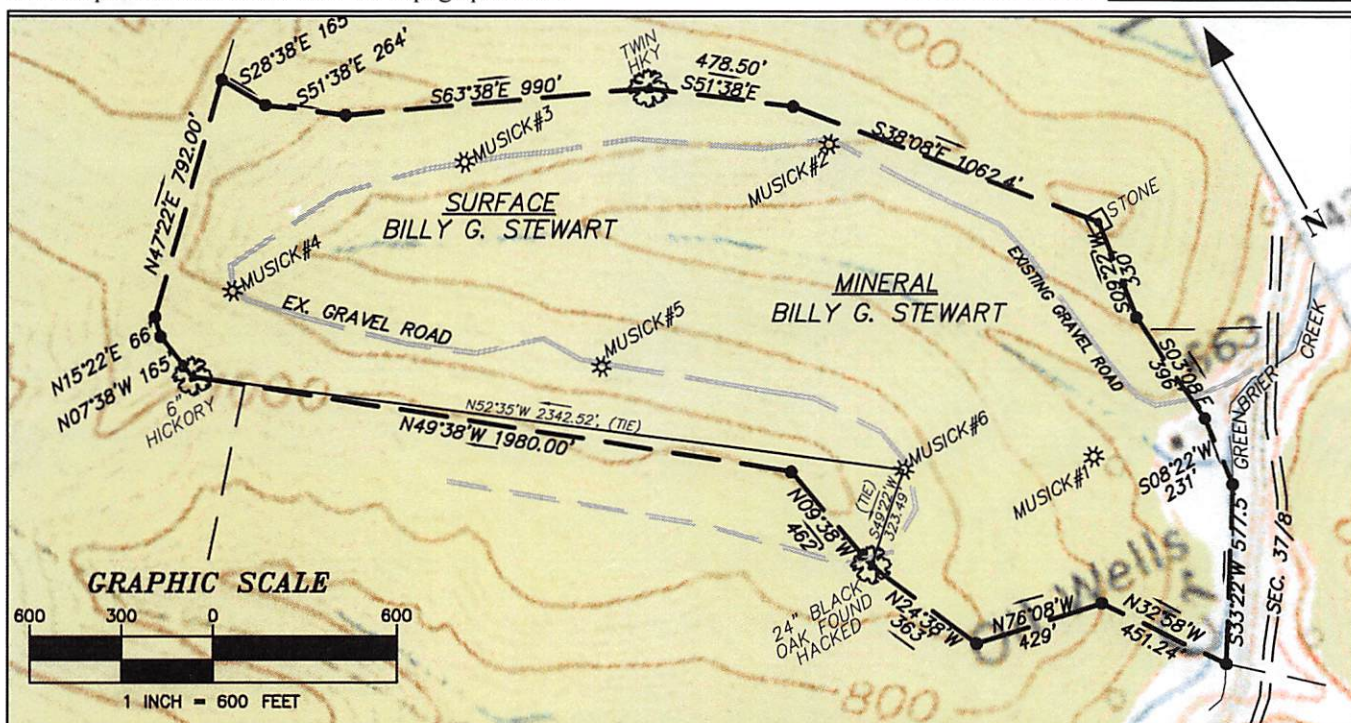 S28°38'E 165'
S51°38'E 264'
S63°38'E 990'
TWIN
HKY
478.50'
S51°38'E
S38°08'E 1062.4'
STONE
S09°22'W
330'
S03°08'E
396'
S08°22'W
231'
S33°22'W 577.5
GREENBRIER CREEK
SEC. 37/8
N
663
800
N47°22'E 792.00'
MUSICK#3
MUSICK#2
SURFACE
BILLY G. STEWART
MUSICK#4
MINERAL
BILLY G. STEWART
EXISTING GRAVEL ROAD
EX. GRAVEL ROAD
MUSICK#5
N15°22'E 66'
N07°38'W 165'
6"
HICKORY
N52°35'W 2342.52', (TIE)
N49°38'W 1980.00'
MUSICK#6
MUSICK#1
(TIE)
S49°22'W
323.49'
N09°38'W
462'
24" BLACK
OAK FOUND
HACKED
N24°38'W
363'
N76°08'W
429'
N32°58'W
451.24'
Wells
800
GRAPHIC SCALE
600 300 0 600
1 INCH = 600 FEET